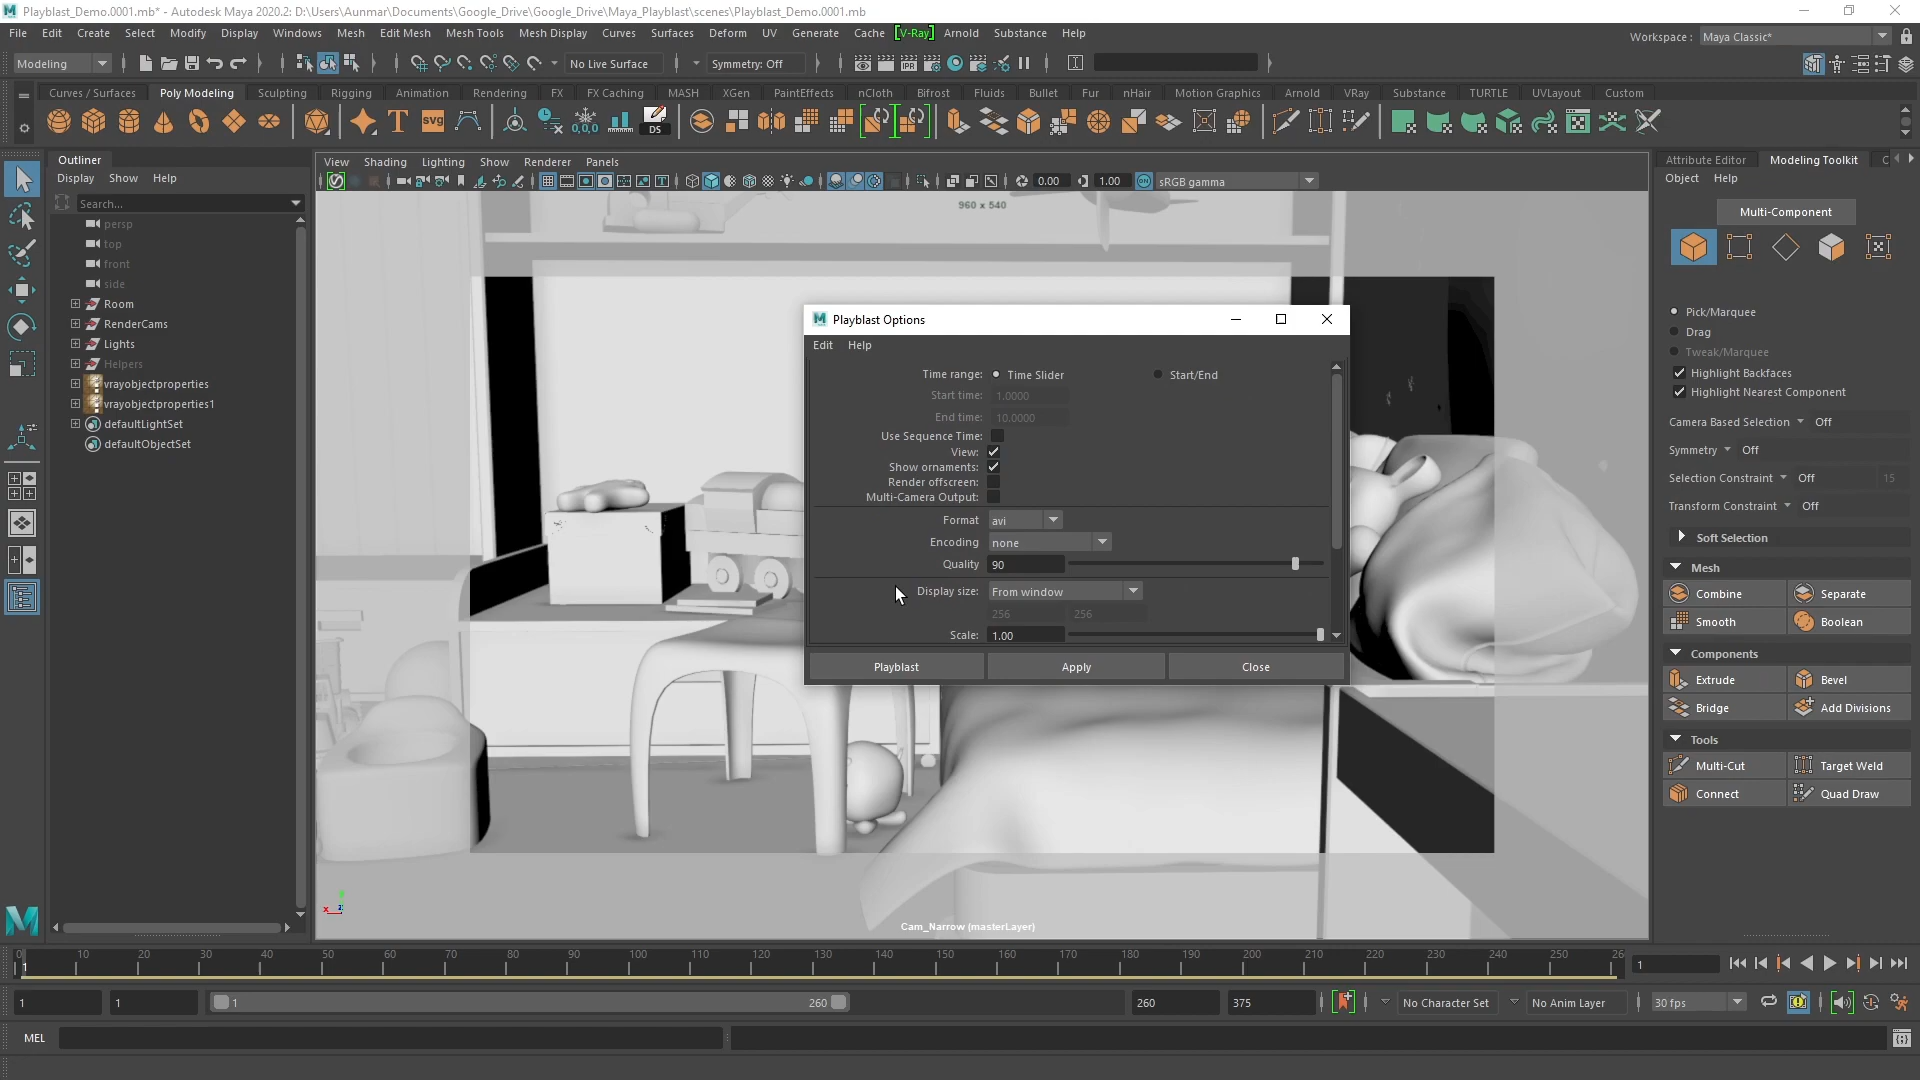 Playblast_Demo.0001.mb* - Autodesk Maya 2020.2: D:\Users\Aunmar\Documents\Google_Drive\Google_Drive\Maya_Playblast\scenes\Playblast_Demo.0001.mb
File Edit Create Select Modify Display Windows Mesh Edit Mesh Mesh Tools Mesh Display Curves Surfaces Deform UV Generate Cache [V-Ray] Arnold Substance Help
Workspace : Maya Classic*
Modeling No Live Surface Symmetry: Off
Curves / Surfaces Poly Modeling Sculpting Rigging Animation Rendering FX FX Caching MASH XGen PaintEffects nCloth Bifrost Fluids Bullet Fur nHair Motion Graphics Arnold VRay Substance TURTLE UVLayout Custom
T SVG 0,0,0 DS
Outliner
Display Show Help
Search...
persp
top
front
side
Room
RenderCams
Lights
Helpers
vrayobjectproperties
vrayobjectproperties1
defaultLightSet
defaultObjectSet
View Shading Lighting Show Renderer Panels
0.00 1.00 sRGB gamma
960 x 540
Playblast Options
Edit Help
Time range: Time Slider Start/End
Start time: 1.0000
End time: 10.0000
Use Sequence Time:
View:
Show ornaments:
Render offscreen:
Multi-Camera Output:
Format avi
Encoding none
Quality 90
Display size: From window
256 256
Scale: 1.00
Playblast Apply Close
Cam_Narrow (masterLayer)
Attribute Editor Modeling Toolkit C
Object Help
Multi-Component
Pick/Marquee
Drag
Tweak/Marquee
Highlight Backfaces
Highlight Nearest Component
Camera Based Selection Off
Symmetry Off
Selection Constraint Off 15
Transform Constraint Off
Soft Selection
Mesh
Combine Separate
Smooth Boolean
Components
Extrude Bevel
Bridge Add Divisions
Tools
Multi-Cut Target Weld
Connect Quad Draw
0 10 20 30 40 50 60 70 80 90 100 110 120 130 140 150 160 170 180 190 200 210 220 230 240 250 26
1 1
1 1 1 260 260 375 No Character Set No Anim Layer 30 fps
MEL